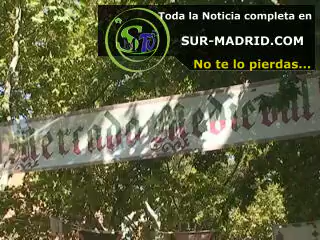 Toda la Noticia completa en
SUR-MADRID.COM
No te lo pierdas...
Mercado Medieval